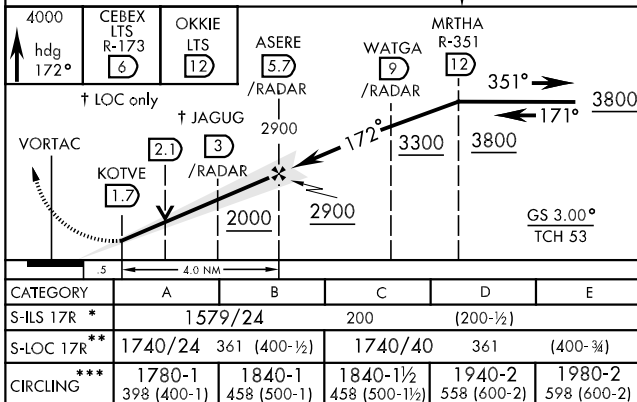 4000
hdg
172°
CEBEX
LTS
R-173
6
OKKIE
LTS
12
ASERE
5.7
/RADAR
2900
WATGA
9
/RADAR
MRTHA
R-351
12
351°
171°
3800
† LOC only
† JAGUG
3
/RADAR
VORTAC
KOTVE
1.7
2.1
V
172°
3300
3800
2000
2900
GS 3.00°
TCH 53
.5
4.0 NM
CATEGORY A B C D E
S-ILS 17R * 1579/24 200 (200-½)
S-LOC 17R ** 1740/24 361 (400-½) 1740/40 361 (400-¾)
CIRCLING *** 1780-1 1840-1 1840-1½ 1940-2 1980-2
398 (400-1) 458 (500-1) 458 (500-1½) 558 (600-2) 598 (600-2)